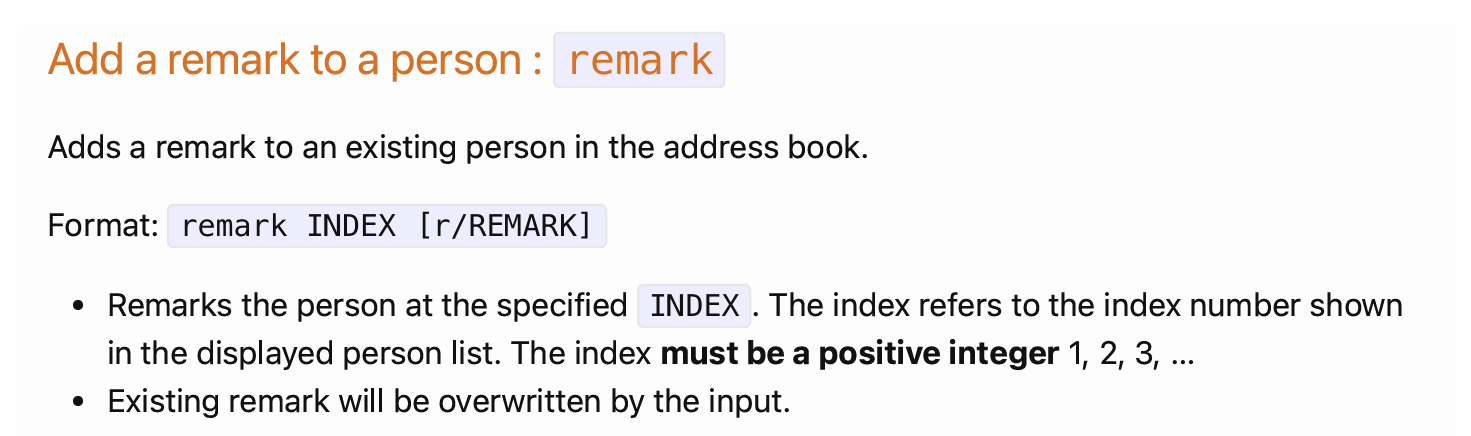 Add a remark to a person : remark
Adds a remark to an existing person in the address book.
Format: remark INDEX [r/REMARK]
• Remarks the person at the specified INDEX. The index refers to the index number shown
in the displayed person list. The index must be a positive integer 1, 2, 3, …
• Existing remark will be overwritten by the input.